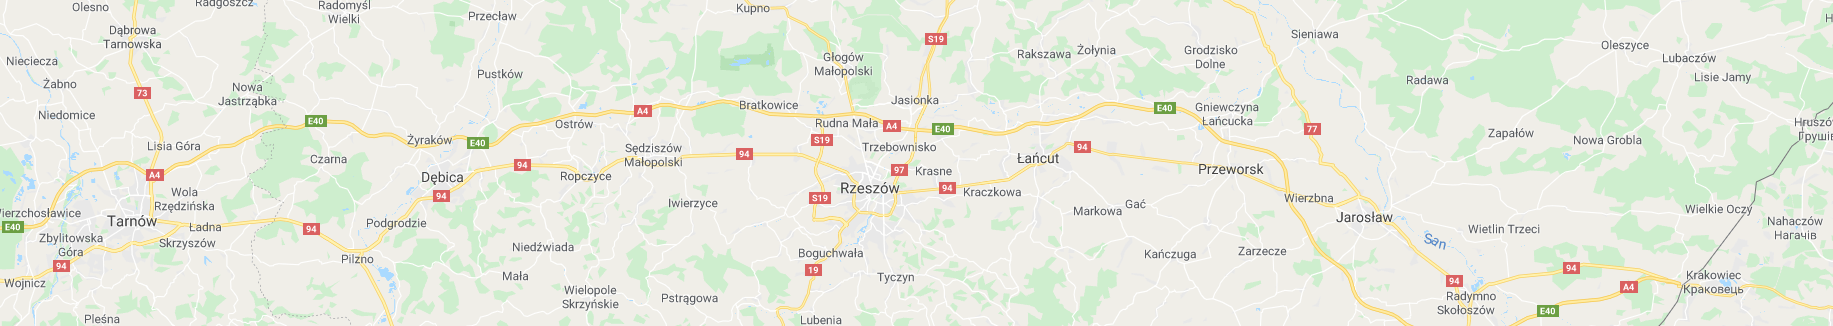 Olesno
Radgoszcz
Radomyśl
Wielki
Przecław
Kupno
Dąbrowa
Tarnowska
S19
Sieniawa
Oleszyce
Nieciecza
Żabno
Pustków
Głogów
Małopolski
Rakszawa
Żołynia
Grodzisko
Dolne
Lubaczów
Radawa
Lisie Jamy
73
Nowa
Jastrząbka
Niedomice
E40
A4
Bratkowice
Jasionka
E40
Gniewczyna
Łańcucka
Ostrów
Rudna Mała
A4
E40
77
Zapałów
Nowa Grobla
Lisia Góra
Żyraków
E40
S19
Trzebownisko
Sędziszów
Małopolski
94
94
Czarna
94
Łańcut
A4
Dębica
Ropczyce
97
Krasne
Przeworsk
Wola
Rzędzińska
94
Rzeszów
94
Kraczkowa
S19
Iwierzyce
Wierzbna
Markowa
Gać
Wielkie Oczy
Tarnów
Jarosław
E40
Ładna
94
Podgrodzie
Zbylitowska
Góra
Skrzyszów
Niedźwiada
San
Wietlin Trzeci
Nahaczów
Нагачів
Pilzno
Boguchwała
Kańczuga
Zarzecze
94
19
Mała
Tyczyn
94
94
A4
Krakowiec
Краковець
Wojnicz
Wielopole
Skrzyńskie
Pstrągowa
Radymno
Skołoszów
E40
Pleśna
Lubenia